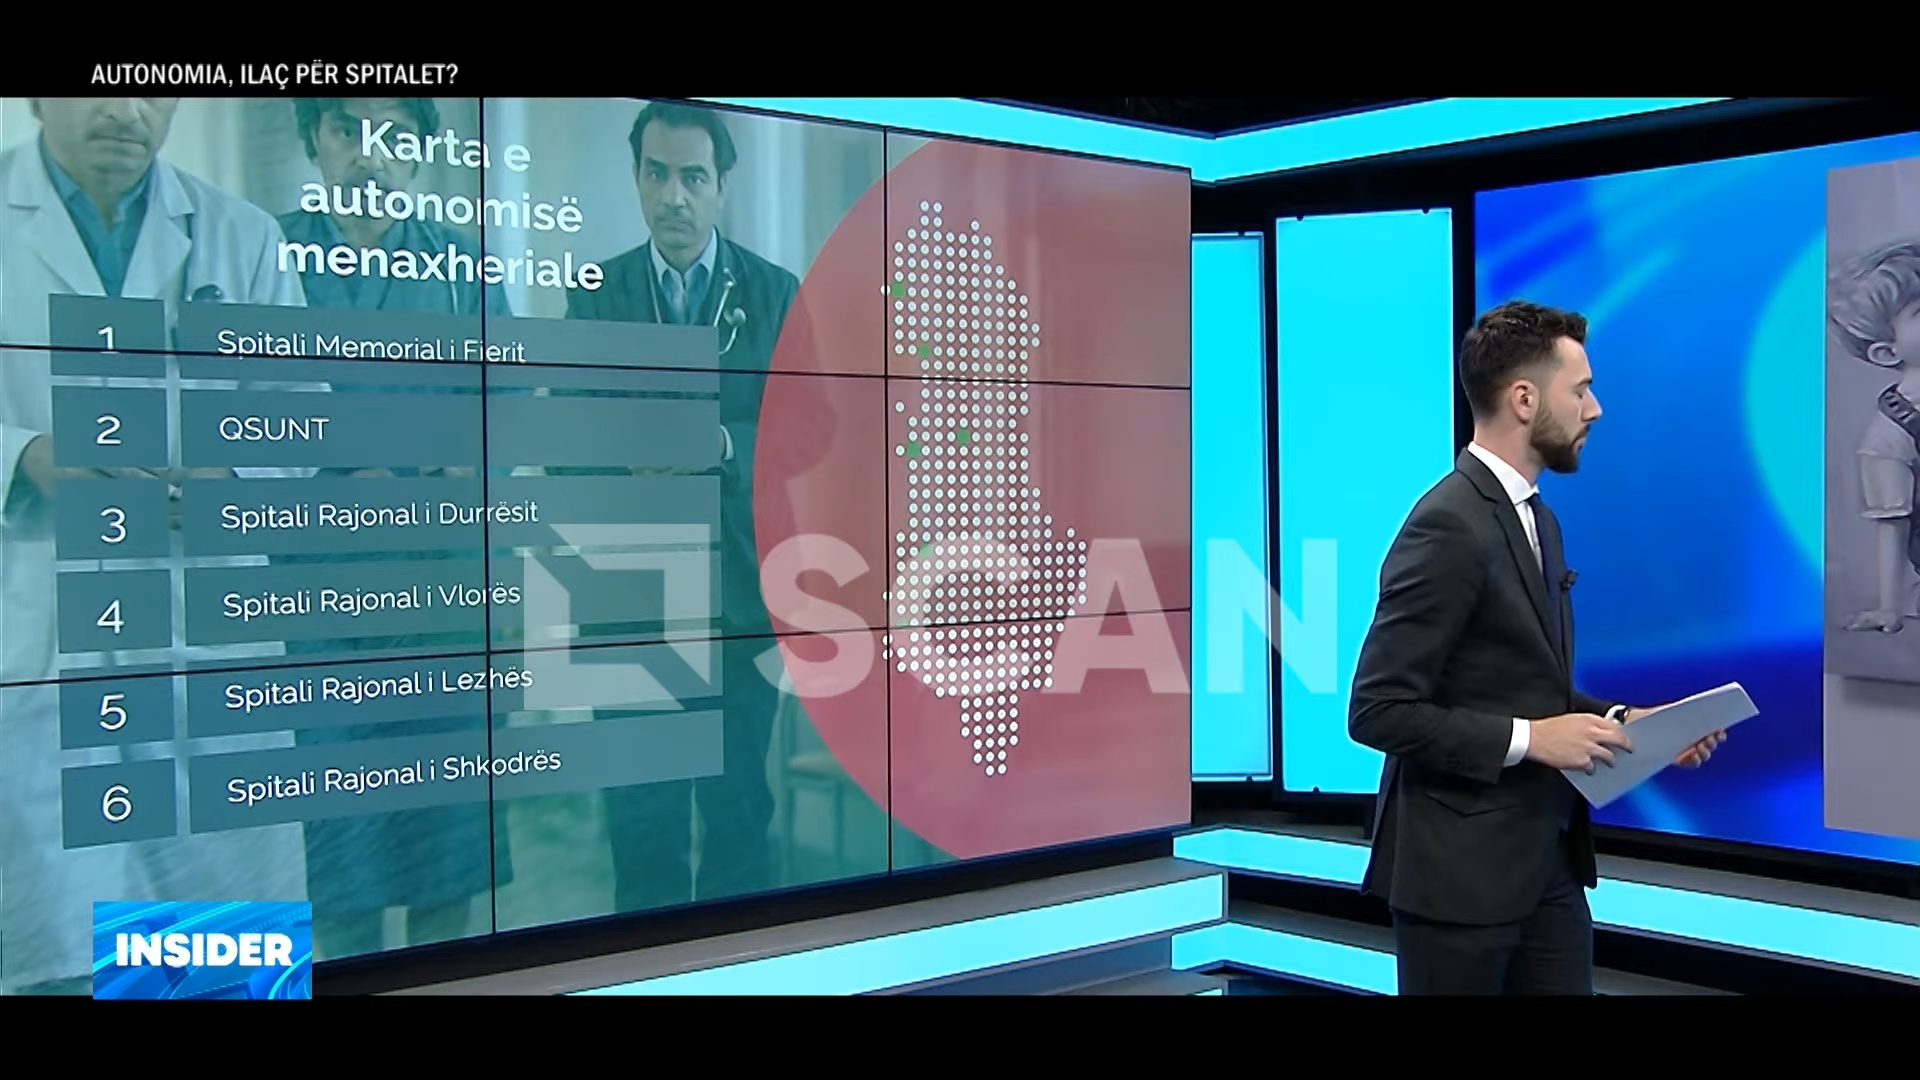 AUTONOMIA, ILAÇ PËR SPITALET?
Karta e
autonomisë
menaxheriale
1 Spitali Memorial i Fierit
2 QSUNT
3 Spitali Rajonal i Durrësit
4 Spitali Rajonal i Vlorës
5 Spitali Rajonal i Lezhës
6 Spitali Rajonal i Shkodrës
SCAN
INSIDER